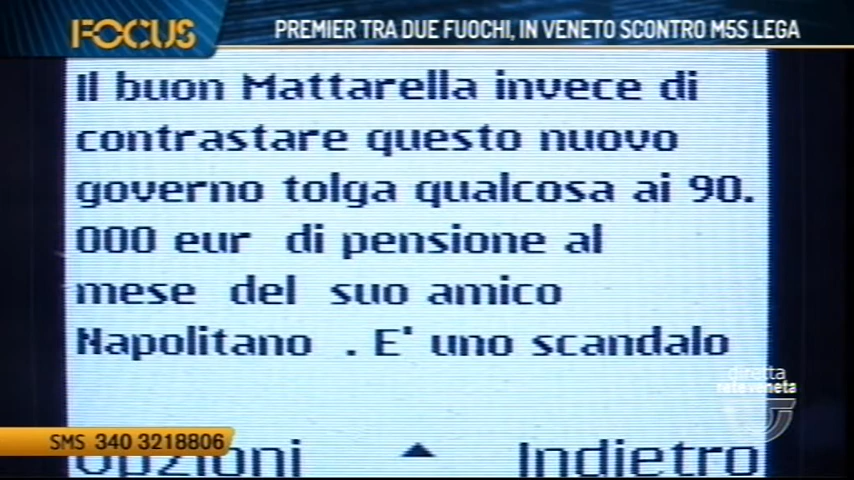 FOCUS
PREMIER TRA DUE FUOCHI, IN VENETO SCONTRO M5S LEGA
Il buon Mattarella invece di
contrastare questo nuovo
governo tolga qualcosa ai 90.
000 eur di pensione al
mese del suo amico
Napolitano . E' uno scandalo
diretta
reteveneta
SMS 340 3218806
Opzioni Indietro